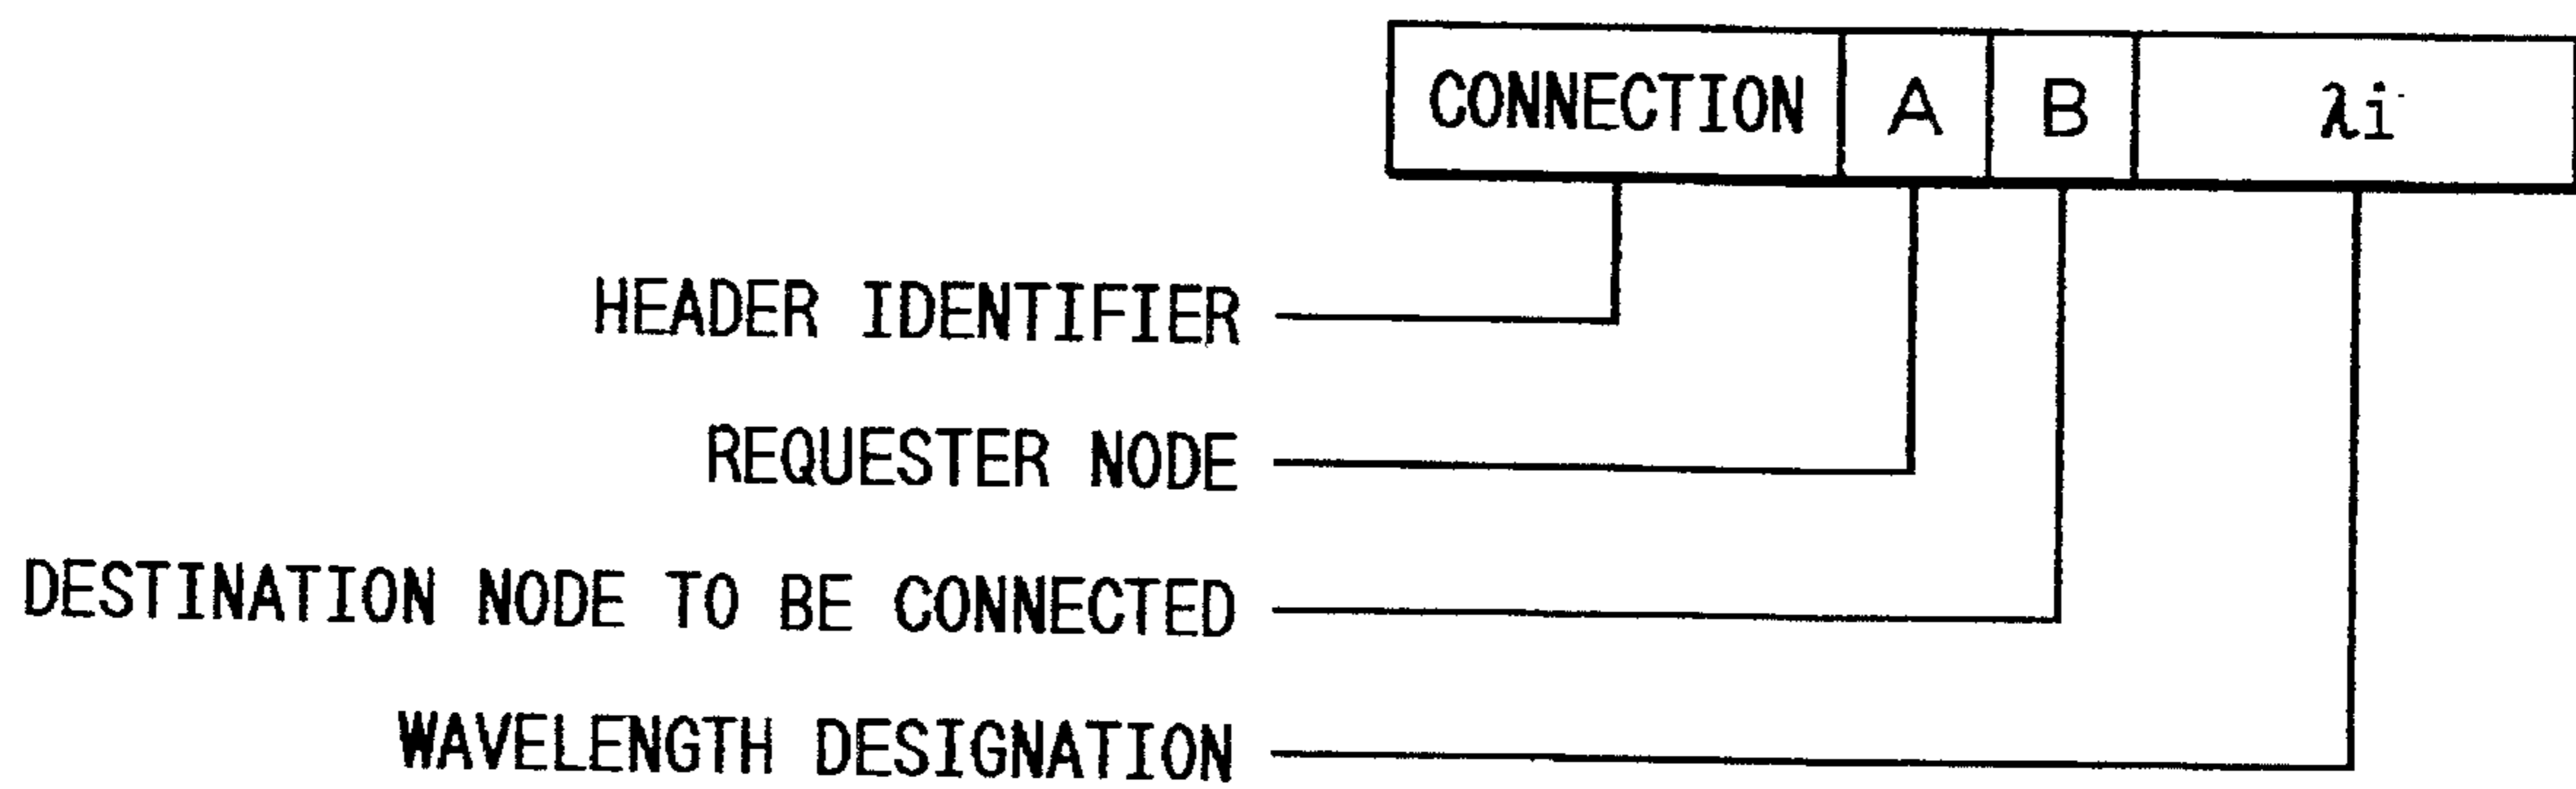 CONNECTION A B λi
HEADER IDENTIFIER
REQUESTER NODE
DESTINATION NODE TO BE CONNECTED
WAVELENGTH DESIGNATION